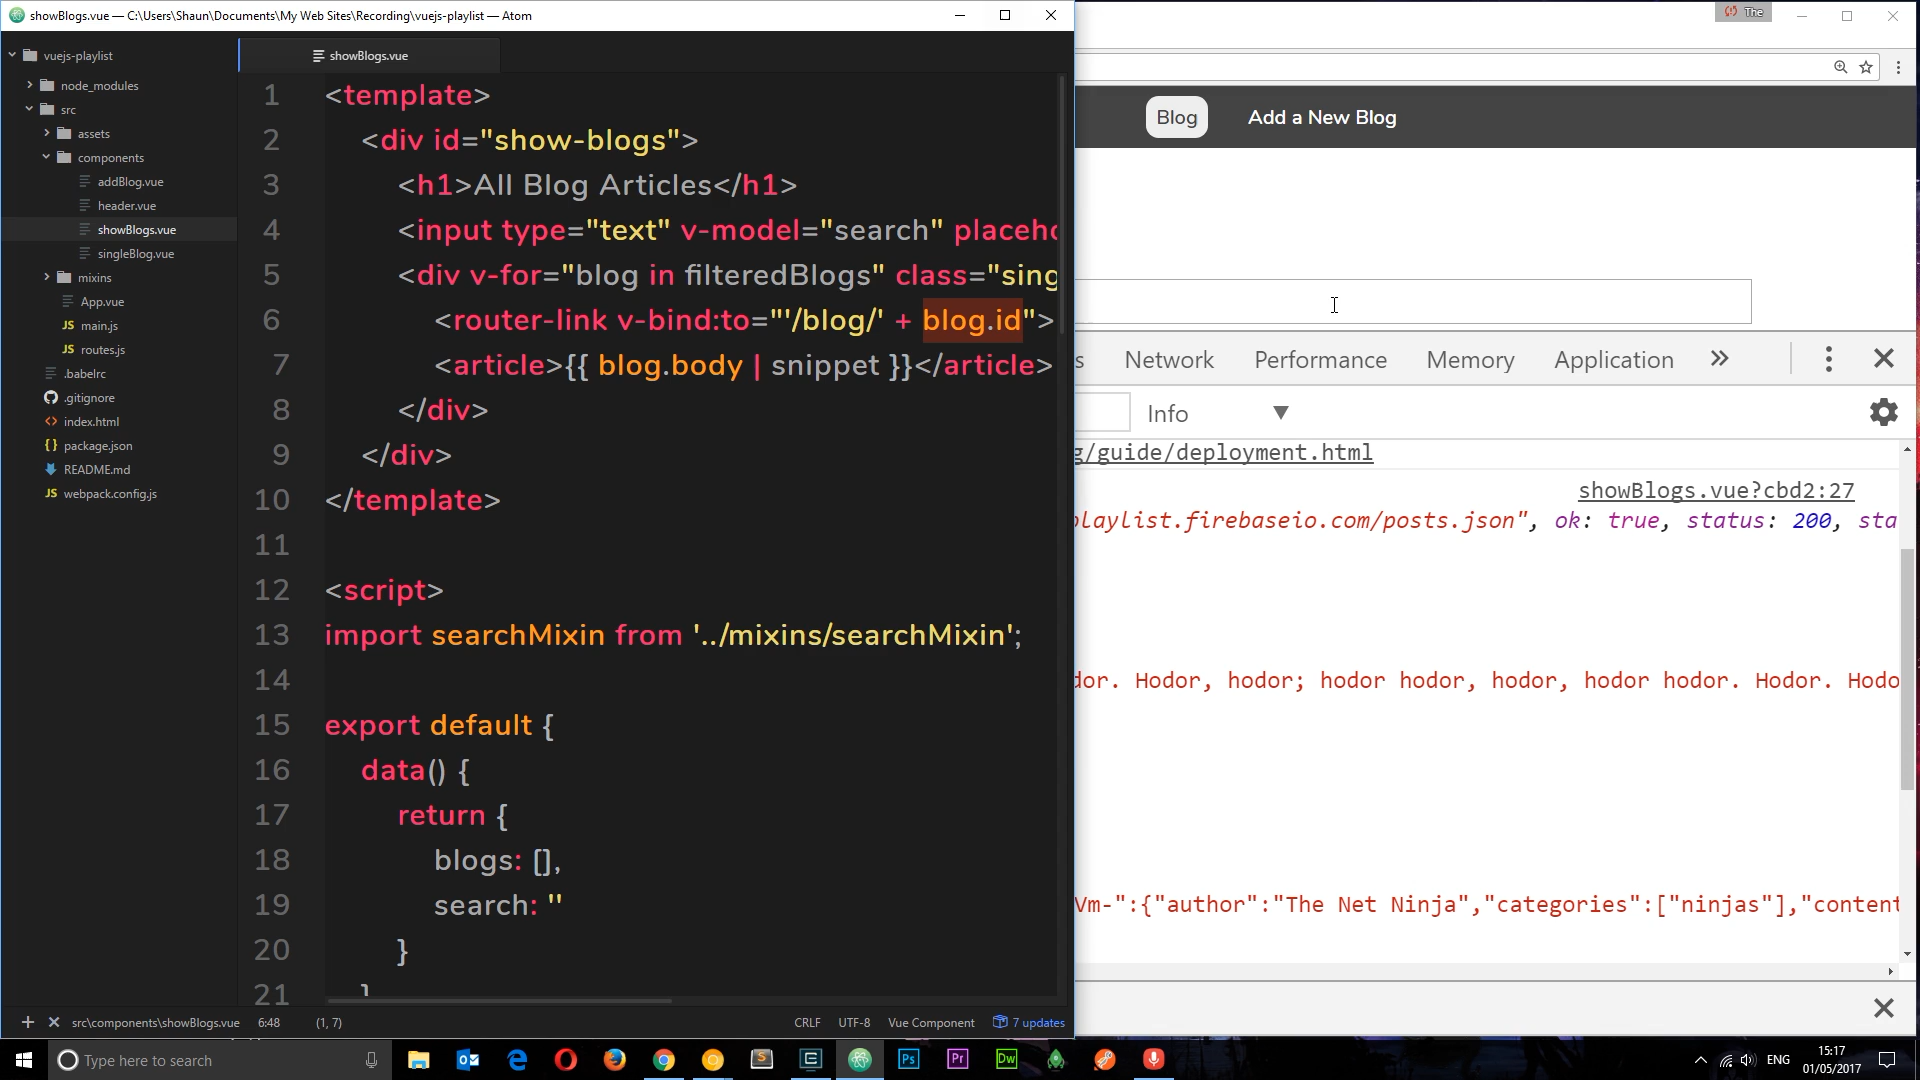 showBlogs.vue — C:\Users\Shaun\Documents\My Web Sites\Recording\vuejs-playlist — Atom
The
vuejs-playlist
node_modules
src
assets
components
addBlog.vue
header.vue
showBlogs.vue
singleBlog.vue
mixins
App.vue
JS main.js
JS routes.js
.babelrc
.gitignore
<> index.html
{} package.json
README.md
JS webpack.config.js
showBlogs.vue
1 <template>
2 <div id="show-blogs">
3 <h1>All Blog Articles</h1>
4 <input type="text" v-model="search" placeho
5 <div v-for="blog in filteredBlogs" class="sing
6 <router-link v-bind:to="'/blog/' + blog.id">
7 <article>{{ blog.body | snippet }}</article>
8 </div>
9 </div>
10 </template>
11
12 <script>
13 import searchMixin from '../mixins/searchMixin';
14
15 export default {
16 data() {
17 return {
18 blogs: [],
19 search: ''
20 }
21 }
src\components\showBlogs.vue 6:48 (1, 7) CRLF UTF-8 Vue Component 7 updates
Blog Add a New Blog
s Network Performance Memory Application »
Info ▼
g/guide/deployment.html
showBlogs.vue?cbd2:27
playlist.firebaseio.com/posts.json", ok: true, status: 200, sta
dor. Hodor, hodor; hodor hodor, hodor, hodor hodor. Hodor. Hodo
Vm-":{"author":"The Net Ninja","categories":["ninjas"],"content
Type here to search
Ps
Pr
Dw
ENG
15:17
01/05/2017